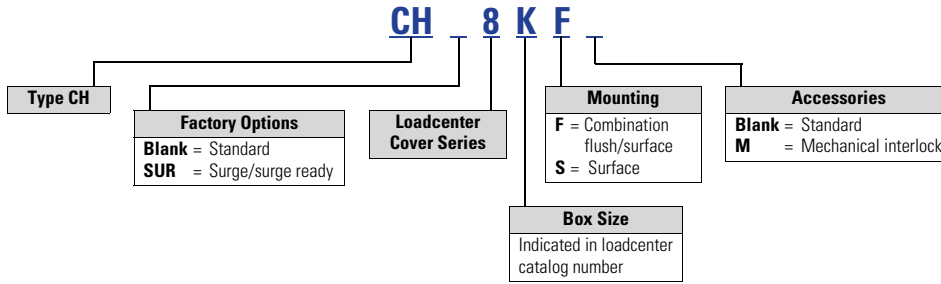 CH _ 8 K F _
Type CH
Factory Options
Blank = Standard
SUR = Surge/surge ready
Loadcenter
Cover Series
Mounting
F = Combination
flush/surface
S = Surface
Accessories
Blank = Standard
M = Mechanical interlock
Box Size
Indicated in loadcenter
catalog number